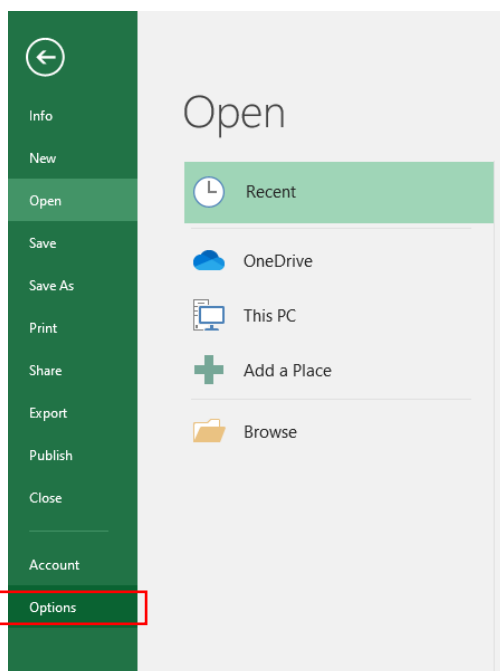 Info
New
Open
Save
Save As
Print
Share
Export
Publish
Close
Account
Options
Open
Recent
OneDrive
This PC
Add a Place
Browse